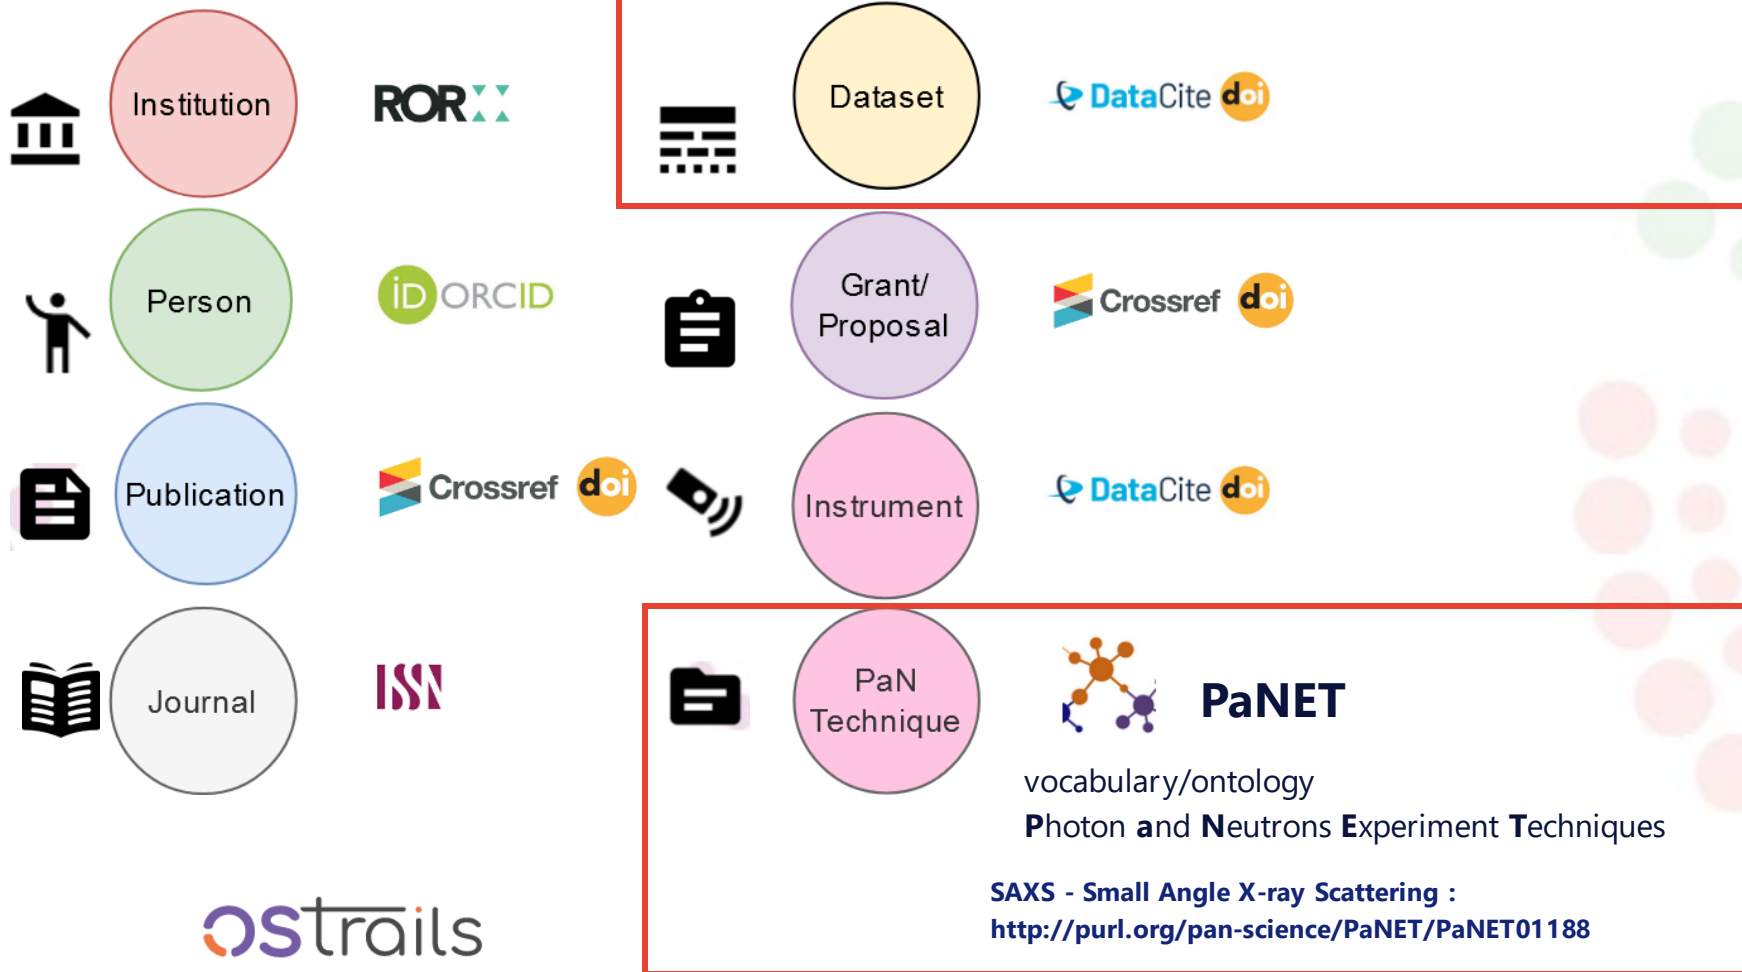 Institution
ROR
Person
iD ORCID
Publication
Crossref doi
Journal
ISSN
OStrails
Dataset
DataCite doi
Grant/
Proposal
Crossref doi
Instrument
DataCite doi
PaN
Technique
PaNET
vocabulary/ontology
Photon and Neutrons Experiment Techniques
SAXS - Small Angle X-ray Scattering :
http://purl.org/pan-science/PaNET/PaNET01188